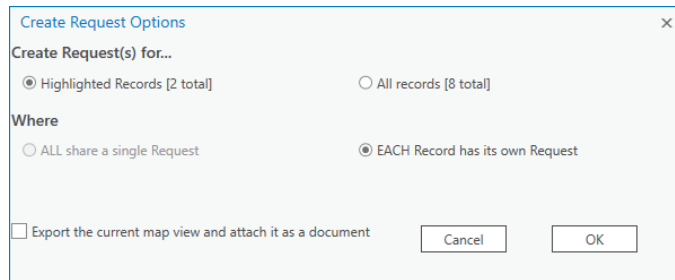 Create Request Options
Create Request(s) for...
Highlighted Records [2 total] All records [8 total]
Where
ALL share a single Request EACH Record has its own Request
Export the current map view and attach it as a document Cancel OK